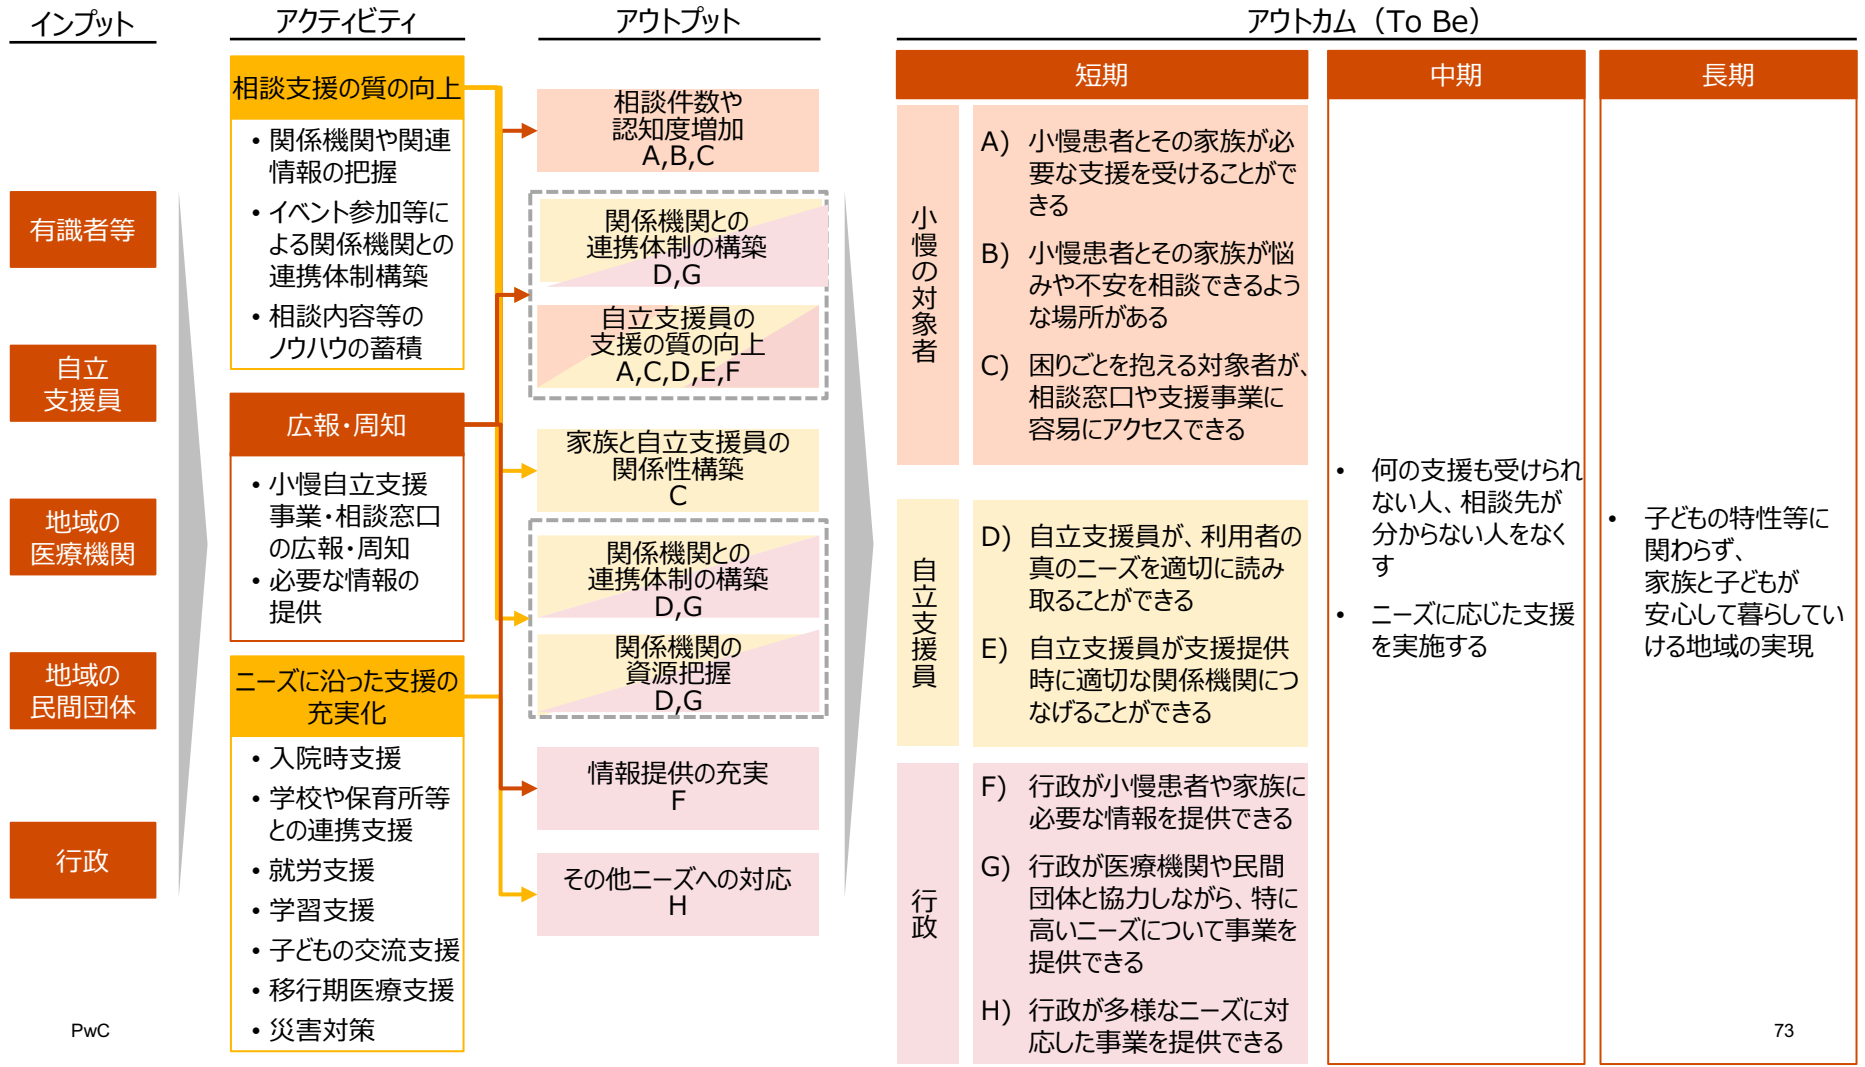 インプット
アクティビティ
アウトプット
アウトカム（To Be）
有識者等
自立
支援員
地域の
医療機関
地域の
民間団体
行政
相談支援の質の向上
• 関係機関や関連
情報の把握
• イベント参加等に
よる関係機関との
連携体制構築
• 相談内容等の
ノウハウの蓄積
広報・周知
• 小慢自立支援
事業・相談窓口
の広報・周知
• 必要な情報の
提供
ニーズに沿った支援の
充実化
• 入院時支援
• 学校や保育所等
との連携支援
• 就労支援
• 学習支援
• 子どもの交流支援
• 移行期医療支援
• 災害対策
相談件数や
認知度増加
A,B,C
関係機関との
連携体制の構築
D,G
自立支援員の
支援の質の向上
A,C,D,E,F
家族と自立支援員の
関係性構築
C
関係機関との
連携体制の構築
D,G
関係機関の
資源把握
D,G
情報提供の充実
F
その他ニーズへの対応
H
短期
小慢の対象者
A) 小慢患者とその家族が必
要な支援を受けることがで
きる
B) 小慢患者とその家族が悩
みや不安を相談できるよう
な場所がある
C) 困りごとを抱える対象者が、
相談窓口や支援事業に
容易にアクセスできる
自立支援員
D) 自立支援員が、利用者の
真のニーズを適切に読み
取ることができる
E) 自立支援員が支援提供
時に適切な関係機関につ
なげることができる
行政
F) 行政が小慢患者や家族に
必要な情報を提供できる
G) 行政が医療機関や民間
団体と協力しながら、特に
高いニーズについて事業を
提供できる
H) 行政が多様なニーズに対
応した事業を提供できる
中期
• 何の支援も受けられ
ない人、相談先が
分からない人をなく
す
• ニーズに応じた支援
を実施する
長期
• 子どもの特性等に
関わらず、
家族と子どもが
安心して暮らしてい
ける地域の実現
PwC
73